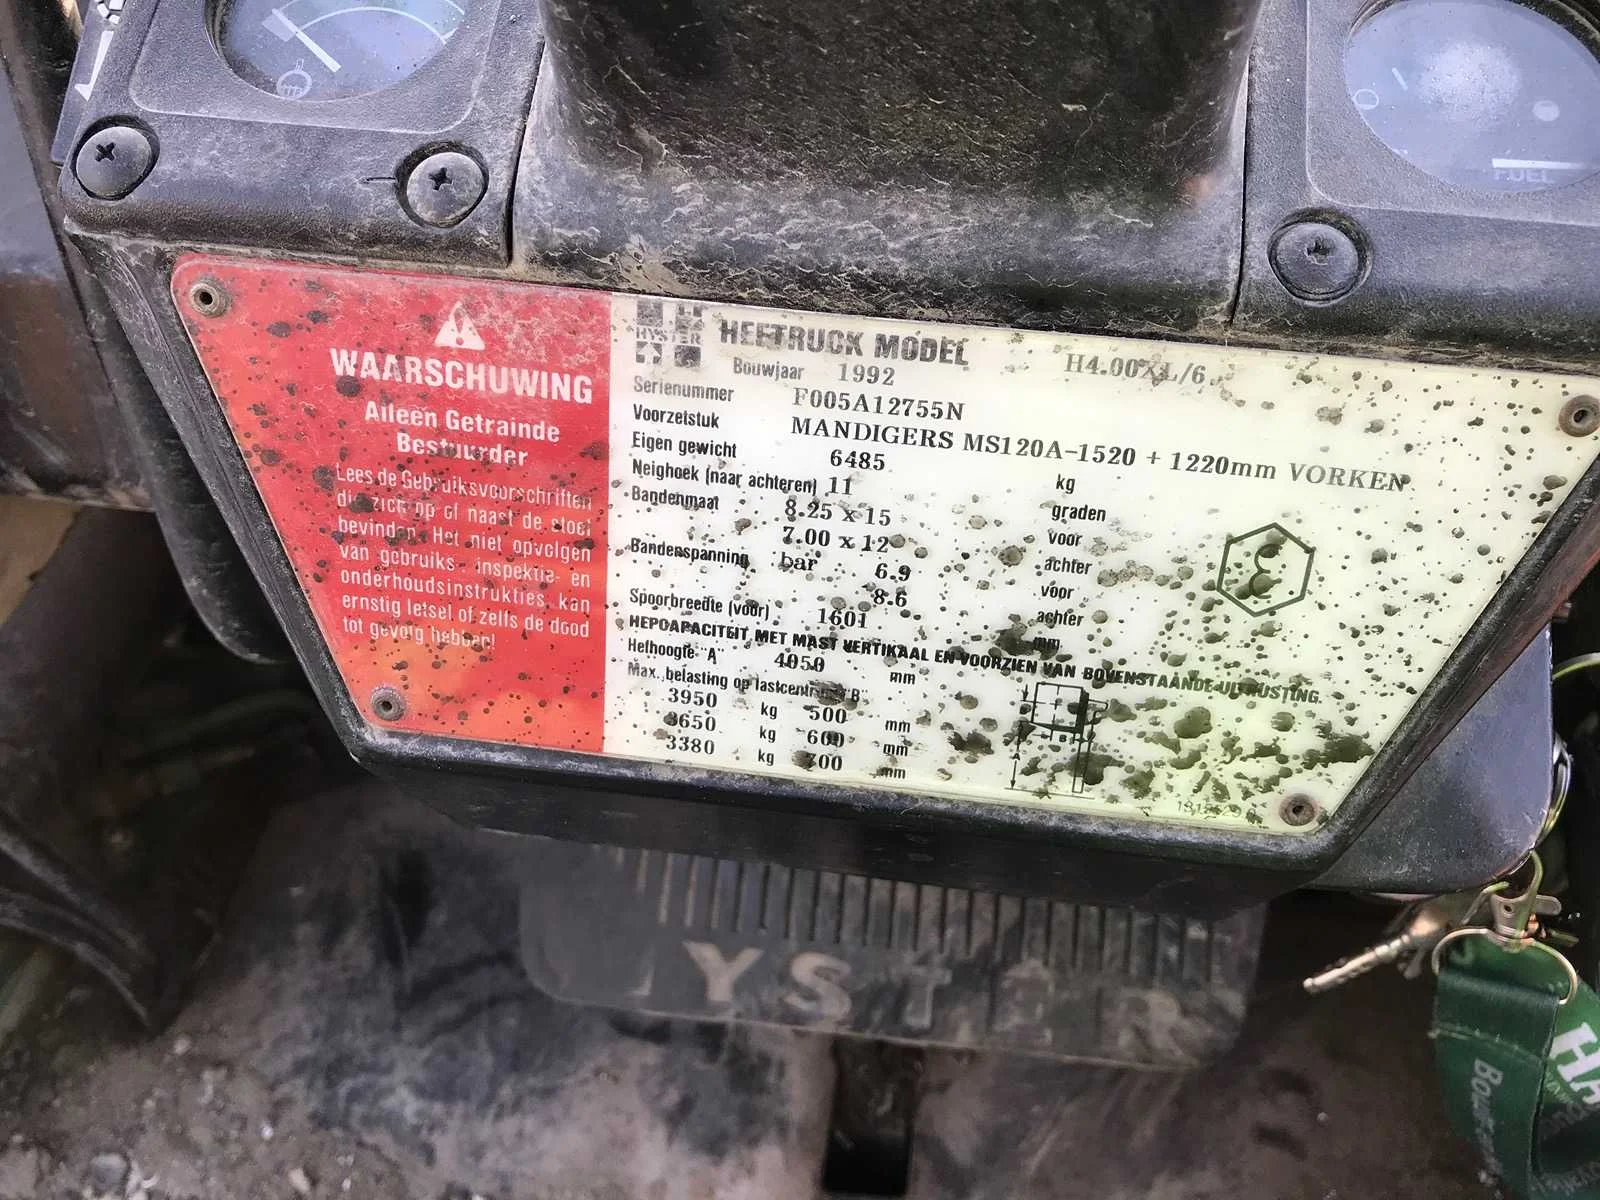 FUEL
WAARSCHUWING
Alleen Getrainde
Bestuurder
Lees de Gebruiksvoorschriften
die zich op of naast de stoel
bevinden. Het niet opvolgen
van gebruiks- inspektie- en
onderhoudsinstrukties, kan
ernstig letsel of zelfs de dood
tot gevolg hebben!
HYSTER
HEFTRUCK MODEL H4.00XL/6
Bouwjaar 1992
Serienummer F005A12755N
Voorzetstuk MANDIGERS MS120A-1520 + 1220mm VORKEN
Eigen gewicht 6485 kg
Neighoek (naar achteren) 11 graden
Bandenmaat 8.25 x 15 voor
7.00 x 12 achter
Bandenspanning bar 6.9 voor
8.6 achter
Spoorbreedte (voor) 1601 mm
HEFCAPACITEIT MET MAST VERTIKAAL EN VOORZIEN VAN BOVENSTAANDE UITRUSTING.
Hefhoogte "A" 4050 mm
Max. belasting op lastcentrum "B"
3950 kg 500 mm
3650 kg 600 mm
3380 kg 700 mm
A
B
HYSTER